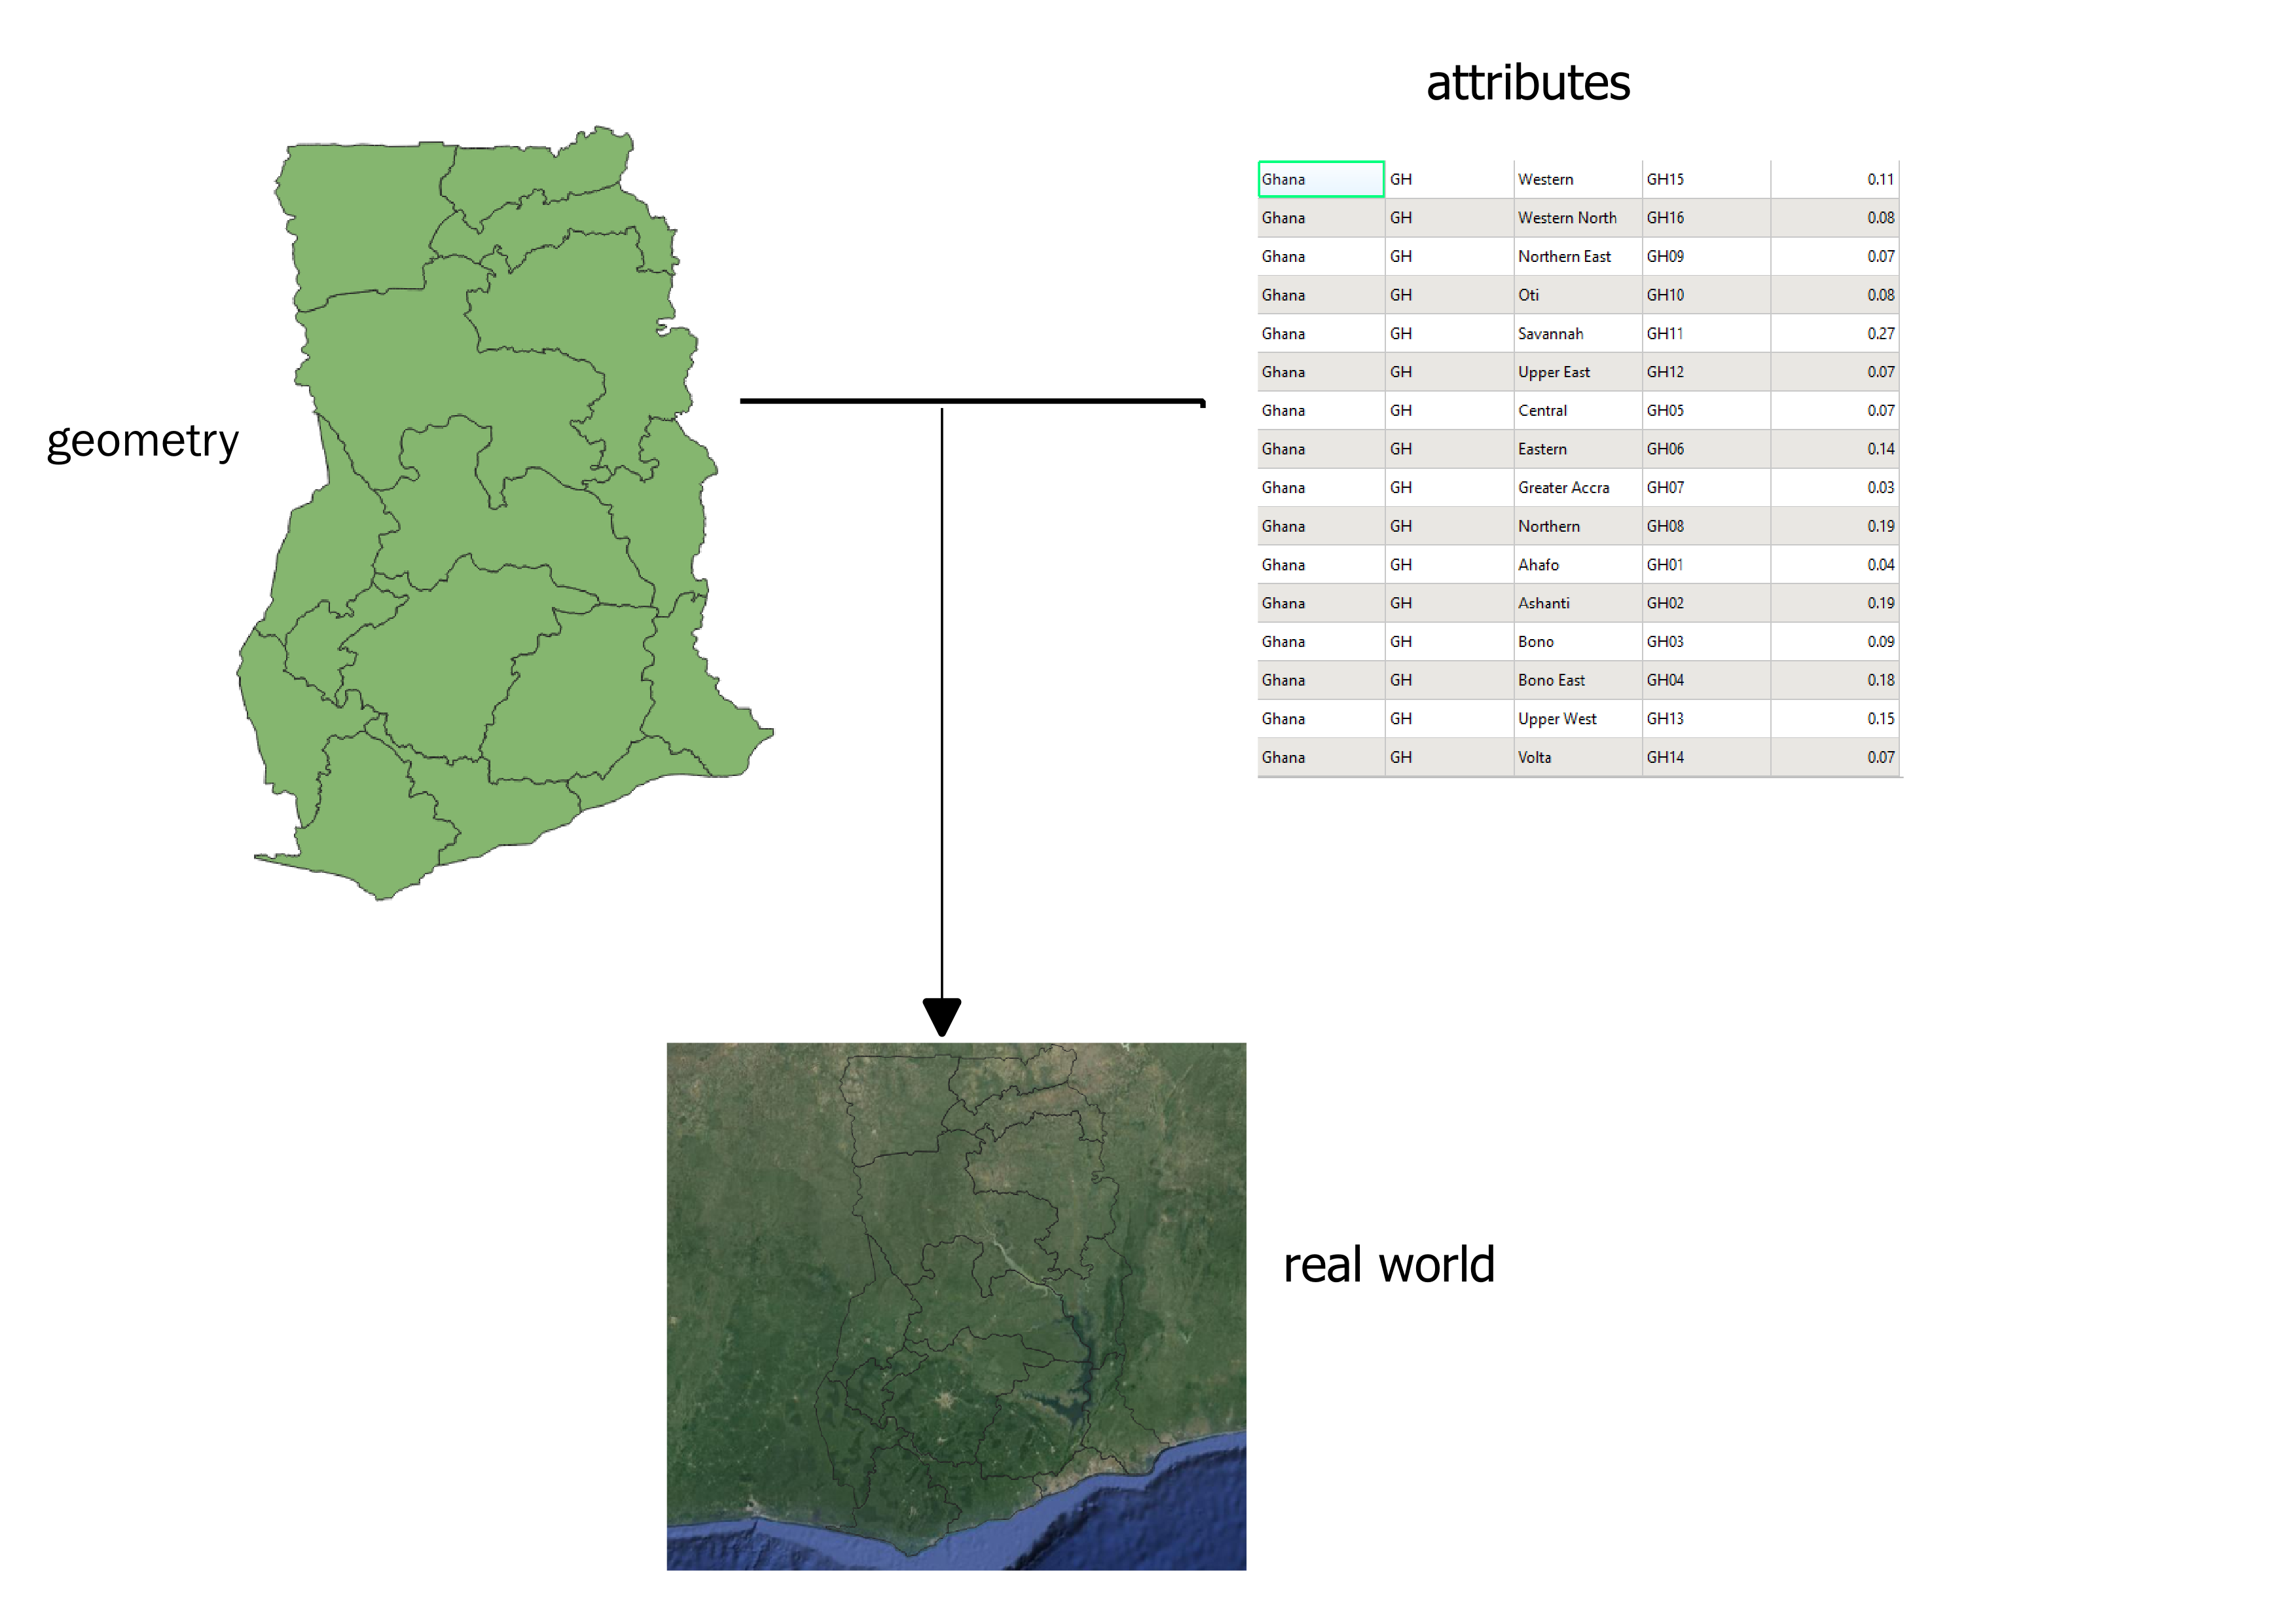 attributes
Ghana GH Western GH15 0.11
Ghana GH Western North GH16 0.08
Ghana GH Northern East GH09 0.07
Ghana GH Oti GH10 0.08
Ghana GH Savannah GH11 0.27
Ghana GH Upper East GH12 0.07
Ghana GH Central GH05 0.07
Ghana GH Eastern GH06 0.14
Ghana GH Greater Accra GH07 0.03
Ghana GH Northern GH08 0.19
Ghana GH Ahafo GH01 0.04
Ghana GH Ashanti GH02 0.19
Ghana GH Bono GH03 0.09
Ghana GH Bono East GH04 0.18
Ghana GH Upper West GH13 0.15
Ghana GH Volta GH14 0.07
geometry
real world